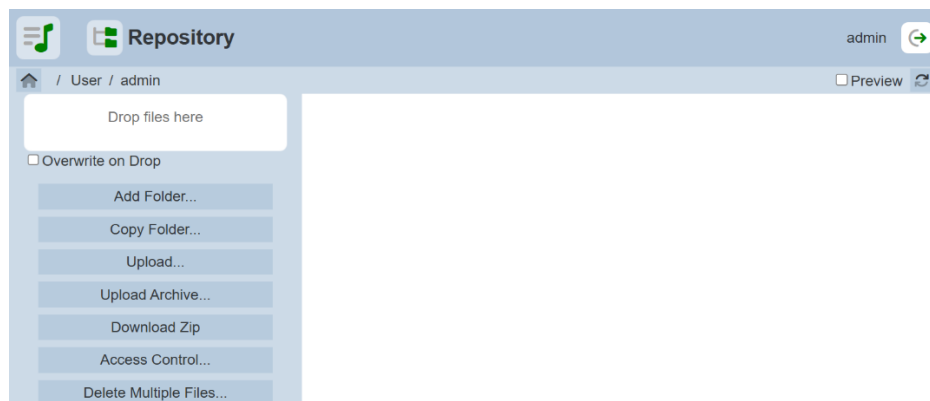 Repository
admin
/ User / admin
Preview
Drop files here
Overwrite on Drop
Add Folder...
Copy Folder...
Upload...
Upload Archive...
Download Zip
Access Control...
Delete Multiple Files...